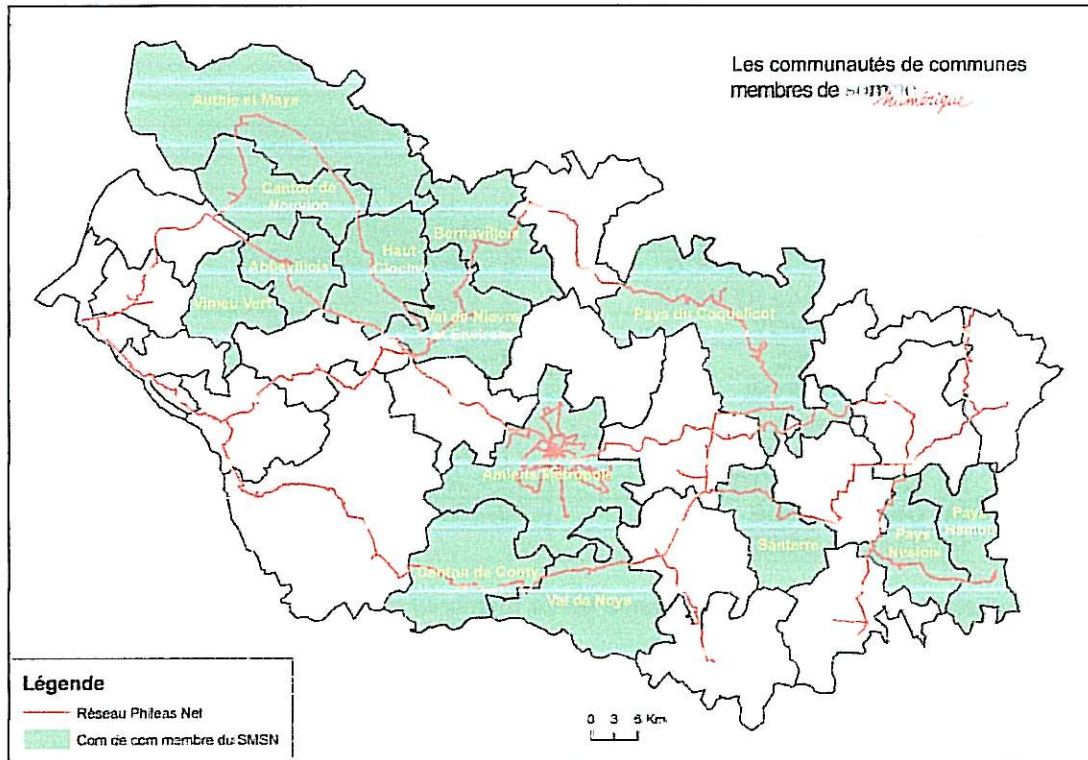 Les communautés de communes
membres de somme numérique
Authie et Maye
Canton de
Nouvion
Bernavillois
Haut
Clocher
Abbevillois
Vimeu Vert
Val de Nièvre
Environs
Pays du Coquelicot
Amiens Métropole
Pays
Hamois
Santerre
Pays
Neslois
Canton de Conty
Val de Noye
Légende
Réseau Phileas Net
Com de com membre du SMSN
0 3 6 Km